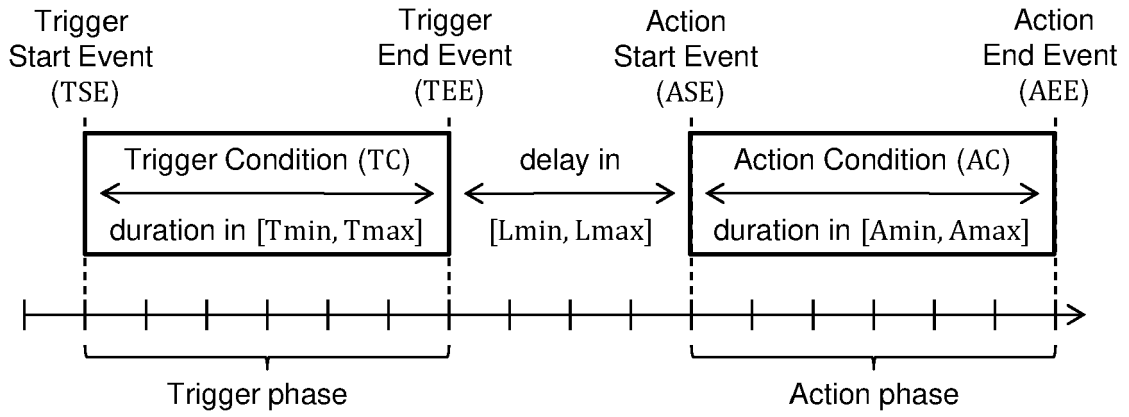 Trigger
Start Event
(TSE)
Trigger
End Event
(TEE)
Action
Start Event
(ASE)
Action
End Event
(AEE)
Trigger Condition (TC)
duration in [Tmin, Tmax]
delay in
[Lmin, Lmax]
Action Condition (AC)
duration in [Amin, Amax]
Trigger phase
Action phase